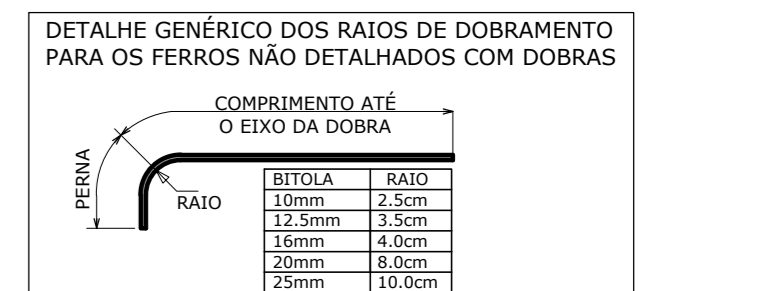 DETALHE GENÉRICO DOS RAIOS DE DOBRAMENTO
PARA OS FERROS NÃO DETALHADOS COM DOBRAS
COMPRIMENTO ATÉ
O EIXO DA DOBRA
PERNA
RAIO
BITOLA RAIO
10mm 2.5cm
12.5mm 3.5cm
16mm 4.0cm
20mm 8.0cm
25mm 10.0cm